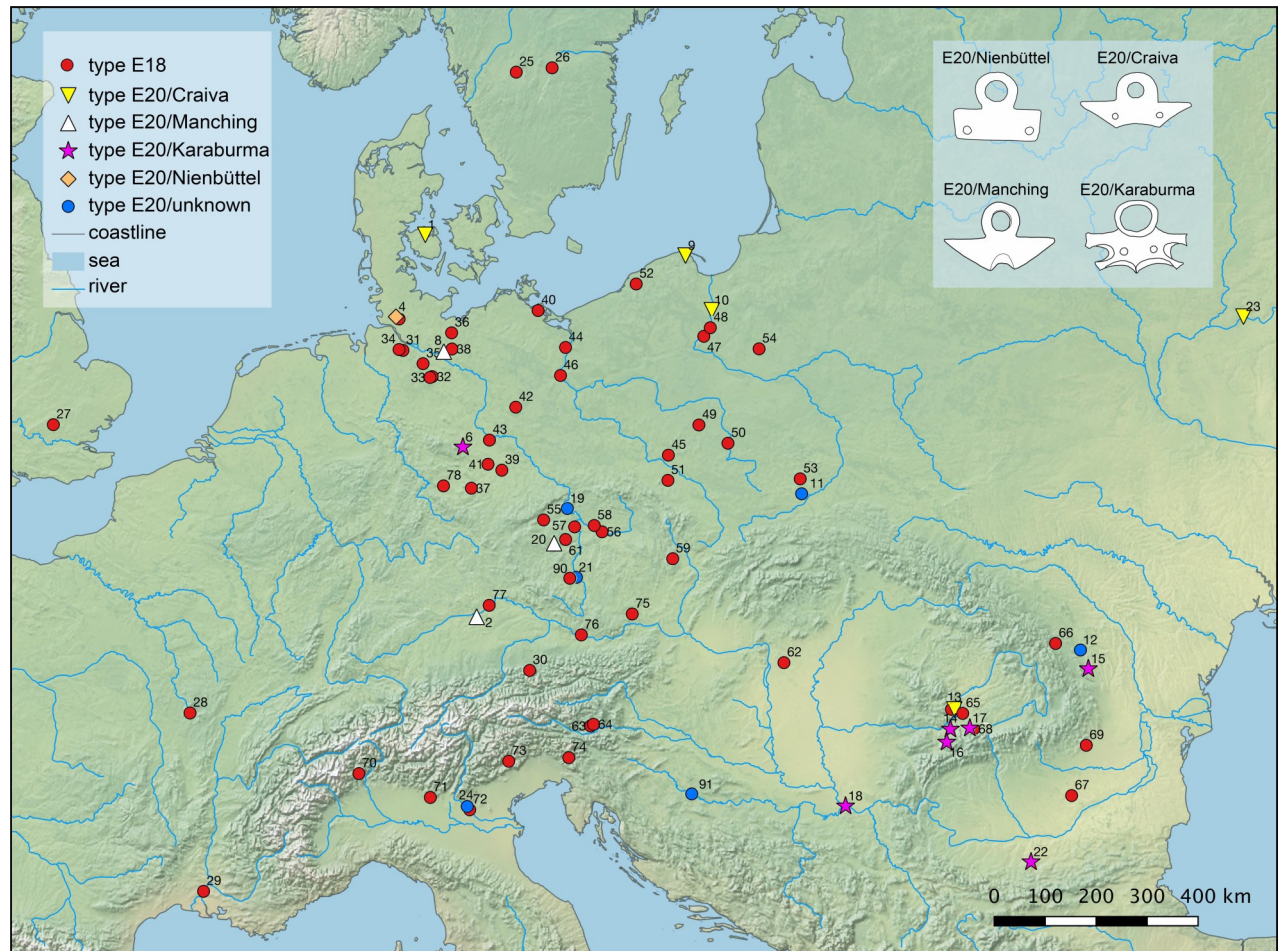 type E18
type E20/Craiva
type E20/Manching
type E20/Karaburma
type E20/Nienbüttel
type E20/unknown
coastline
sea
river
E20/Nienbüttel E20/Craiva
E20/Manching E20/Karaburma
25 26
1
9
52
4 40 10
36 48 23
34 31 8 38 44 47 54
35
33 32 46
42
27 49
6 43 45 50
41 39 51 53
78 37 11
19
55 58
57 56
20 61 59
90 21
77 75
2 76 66 12
62 15
30
28 13 65
63 64 14 17 68
16 69
73 74
70
71 24 72 91 18 67
22
29
0 100 200 300 400 km